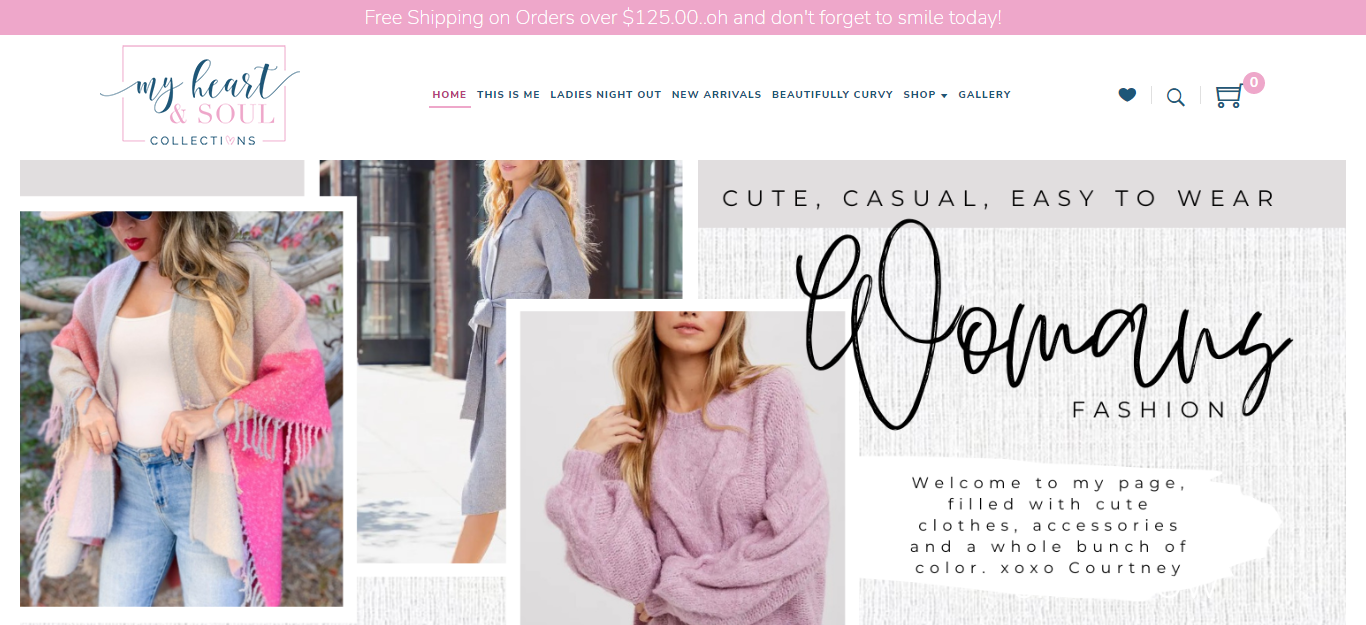 Free Shipping on Orders over $125.00..oh and don't forget to smile today!
my heart
& SOUL
COLLECTIONS
HOME THIS IS ME LADIES NIGHT OUT NEW ARRIVALS BEAUTIFULLY CURVY SHOP GALLERY
0
CUTE, CASUAL, EASY TO WEAR
Womans
FASHION
Welcome to my page,
filled with cute
clothes, accessories
and a whole bunch of
color. xoxo Courtney